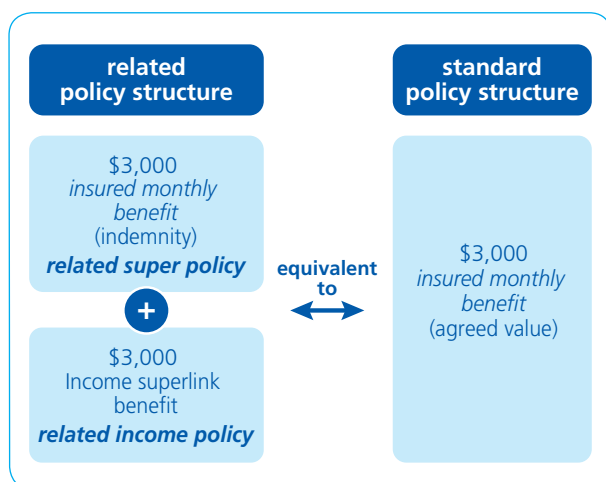 related
policy structure
$3,000
insured monthly
benefit
(indemnity)
related super policy
+
$3,000
Income superlink
benefit
related income policy
equivalent
to
standard
policy structure
$3,000
insured monthly
benefit
(agreed value)